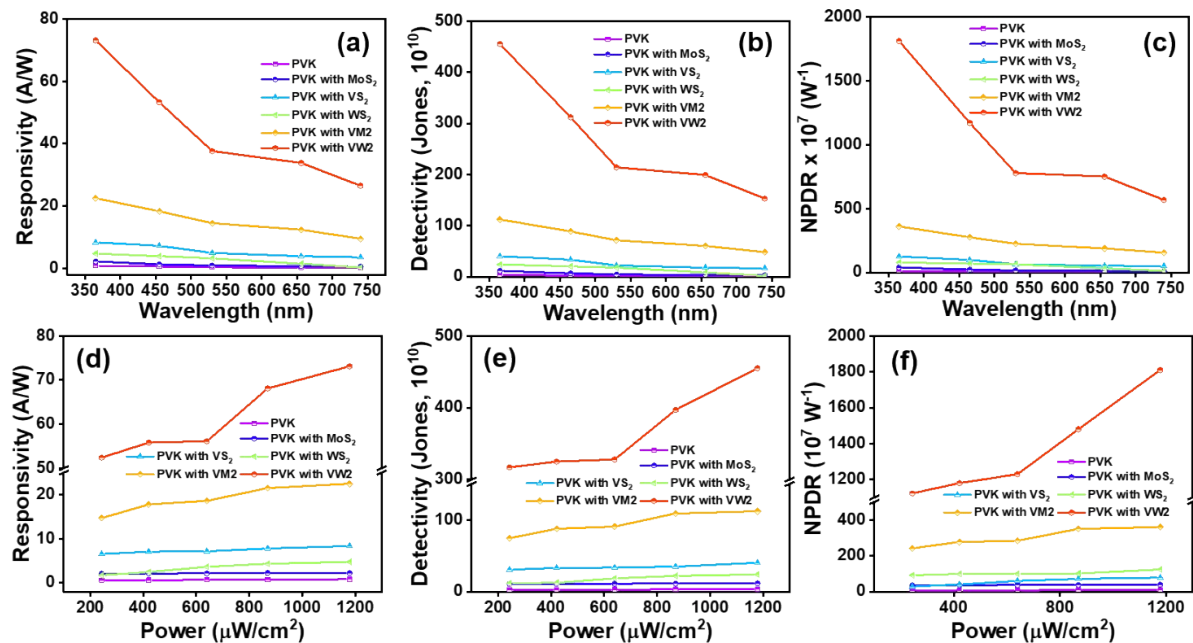 (a)
Responsivity (A/W)
80
60
40
20
0
PVK
PVK with MoS₂
PVK with VS₂
PVK with WS₂
PVK with VM2
PVK with VW2
350 400 450 500 550 600 650 700 750
Wavelength (nm)
(b)
Detectivity (Jones, 10¹⁰)
500
400
300
200
100
0
PVK
PVK with MoS₂
PVK with VS₂
PVK with WS₂
PVK with VM2
PVK with VW2
350 400 450 500 550 600 650 700 750
Wavelength (nm)
(c)
NPDR x 10⁷ (W⁻¹)
2000
1500
1000
500
0
PVK
PVK with MoS₂
PVK with VS₂
PVK with WS₂
PVK with VM2
PVK with VW2
350 400 450 500 550 600 650 700 750
Wavelength (nm)
(d)
Responsivity (A/W)
80
70
60
50
20
10
0
PVK
PVK with MoS₂
PVK with VS₂ PVK with WS₂
PVK with VM2 PVK with VW2
200 400 600 800 1000 1200
Power (μW/cm²)
(e)
Detectivity (Jones, 10¹⁰)
500
400
300
100
0
PVK
PVK with MoS₂
PVK with VS₂ PVK with WS₂
PVK with VM2 PVK with VW2
200 400 600 800 1000 1200
Power (μW/cm²)
(f)
NPDR (10⁷ W⁻¹)
2000
1800
1600
1400
1200
400
200
0
PVK
PVK with MoS₂
PVK with VS₂ PVK with WS₂
PVK with VM2 PVK with VW2
400 800 1200
Power (μW/cm²)